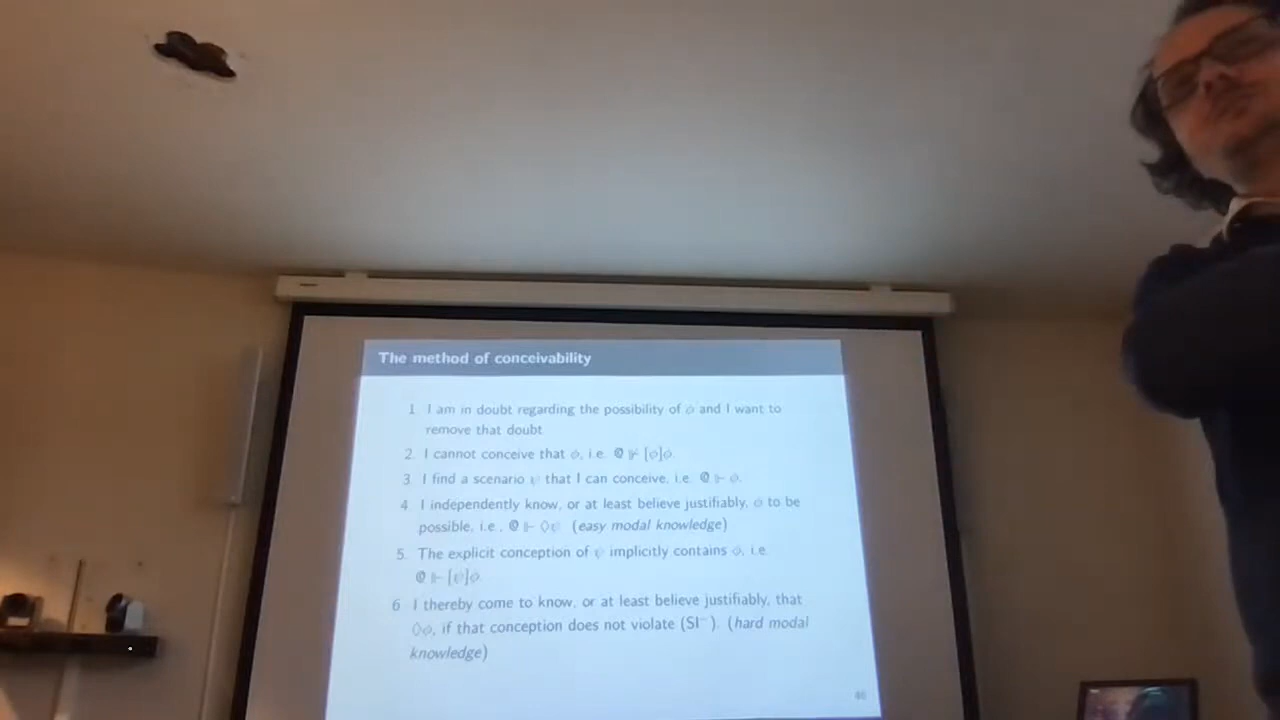 The method of conceivability
1. I am in doubt regarding the possibility of ϕ and I want to
remove that doubt
2. I cannot conceive that ϕ, i.e. @ ⊮ [ϕ]ϕ.
3. I find a scenario ψ that I can conceive, i.e. @ ⊩ ϕ.
4. I independently know, or at least believe justifiably, ϕ to be
possible, i.e., @ ⊩ ◊ψ (easy modal knowledge)
5. The explicit conception of ψ implicitly contains ϕ, i.e.
@ ⊩ [ψ]ϕ
6. I thereby come to know, or at least believe justifiably, that
◊ϕ, if that conception does not violate (SI⁻). (hard modal
knowledge)